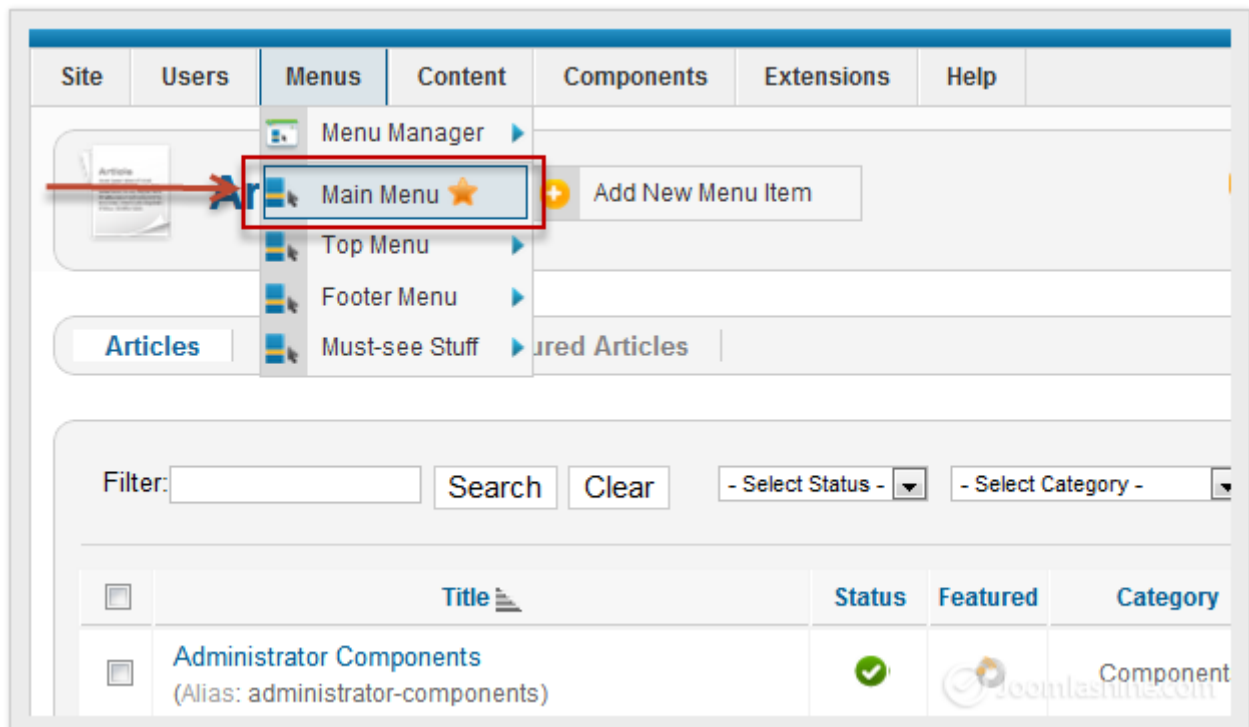 Site Users Menus Content Components Extensions Help
Menu Manager
Article
Ar
Main Menu
Add New Menu Item
Top Menu
Footer Menu
Must-see Stuff
Articles
ured Articles
Filter: Search Clear - Select Status - - Select Category -
Title Status Featured Category
Administrator Components
(Alias: administrator-components)
Component
Joomlashine.com